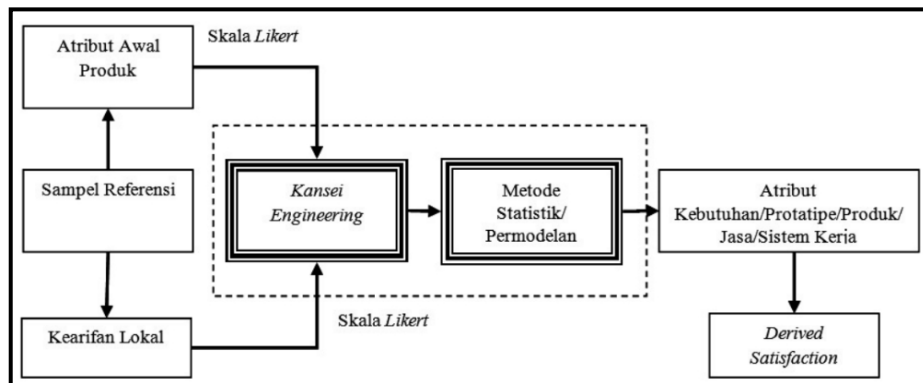 Atribut Awal
Produk
Skala Likert
Sampel Referensi
Kearifan Lokal
Skala Likert
Kansei
Engineering
Metode
Statistik/
Permodelan
Atribut
Kebutuhan/Protatipe/Produk/
Jasa/Sistem Kerja
Derived
Satisfaction